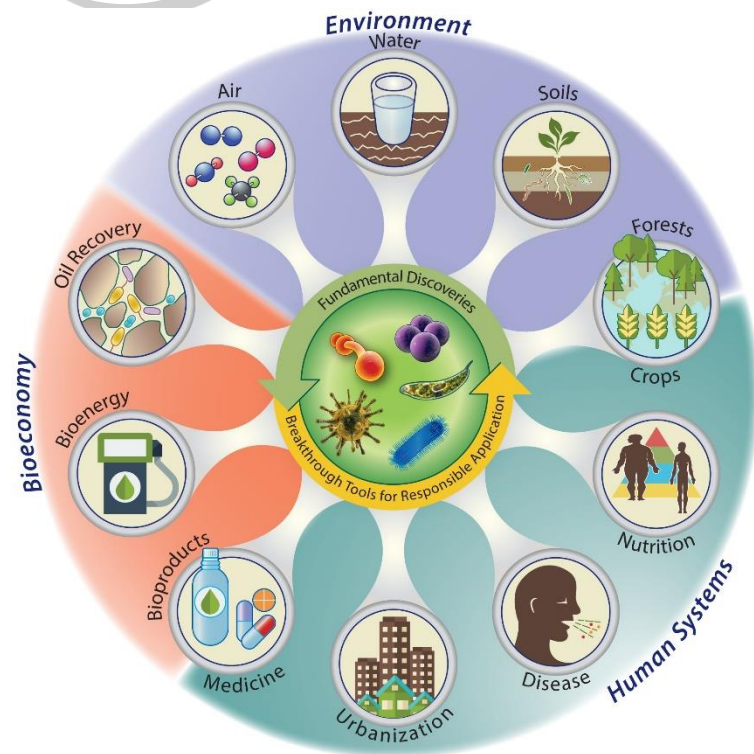 Environment
Water
Air
Soils
Forests
Oil Recovery
Fundamental Discoveries
Crops
Bioeconomy
Bioenergy
Breakthrough Tools for Responsible Application
Nutrition
Bioproducts
Medicine
Disease
Human Systems
Urbanization